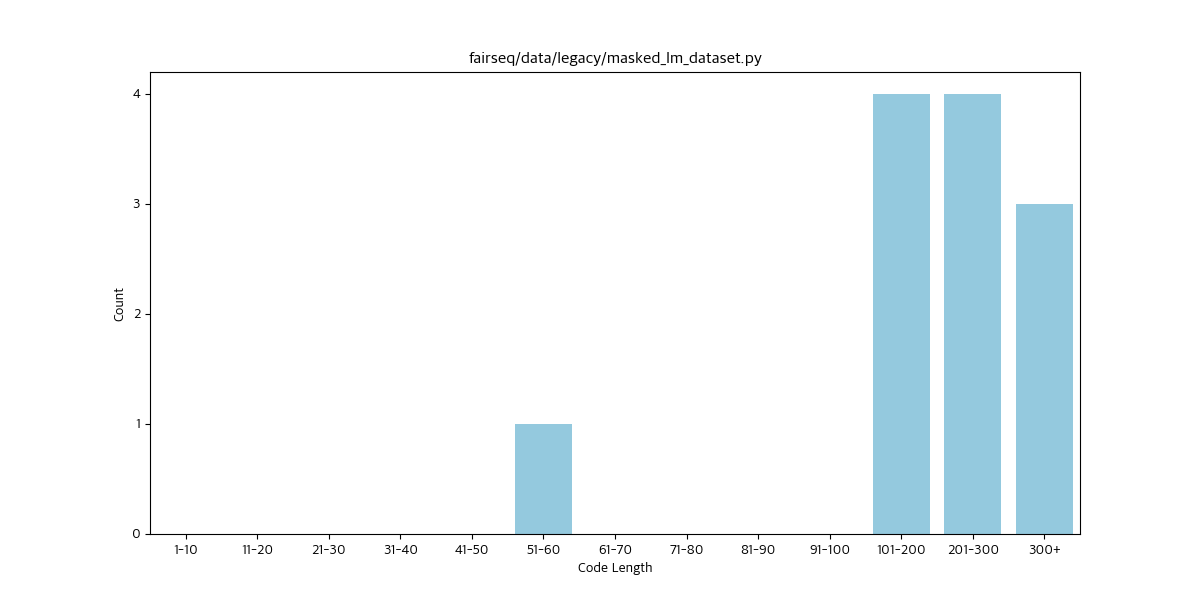 fairseq/data/legacy/masked_lm_dataset.py
4
3
2
1
0
Count
1-10 11-20 21-30 31-40 41-50 51-60 61-70 71-80 81-90 91-100 101-200 201-300 300+
Code Length